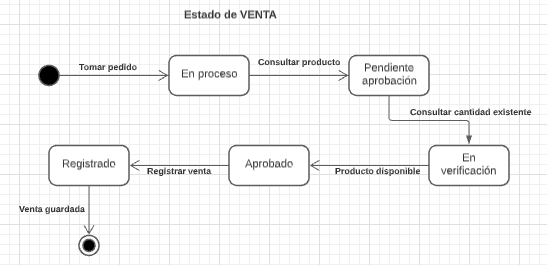 Estado de VENTA
Tomar pedido
En proceso
Consultar producto
Pendiente
aprobación
Consultar cantidad existente
En
verificación
Producto disponible
Aprobado
Registrar venta
Registrado
Venta guardada